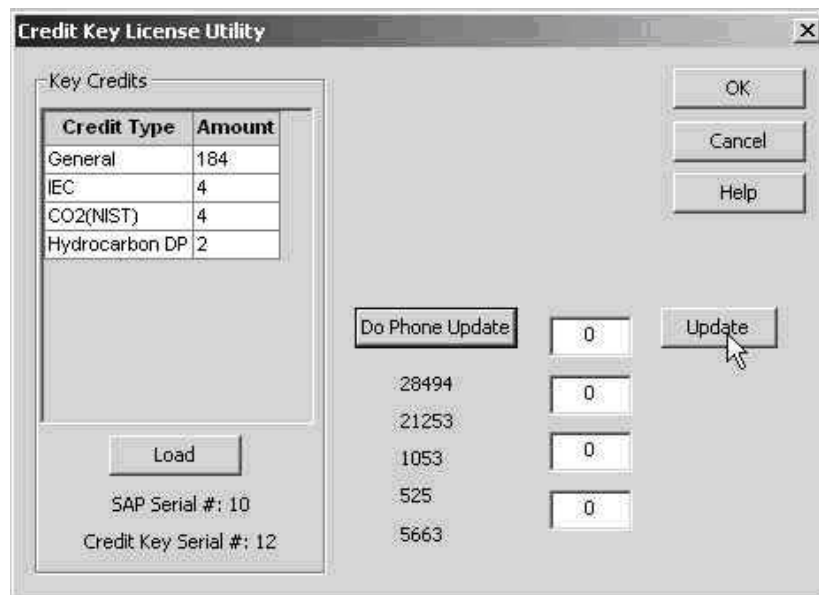 Credit Key License Utility
Key Credits
Credit Type Amount
General 184
IEC 4
CO2(NIST) 4
Hydrocarbon DP 2
Load
SAP Serial #: 10
Credit Key Serial #: 12
OK
Cancel
Help
Do Phone Update 0 Update
28494 0
21253
1053 0
525 0
5663